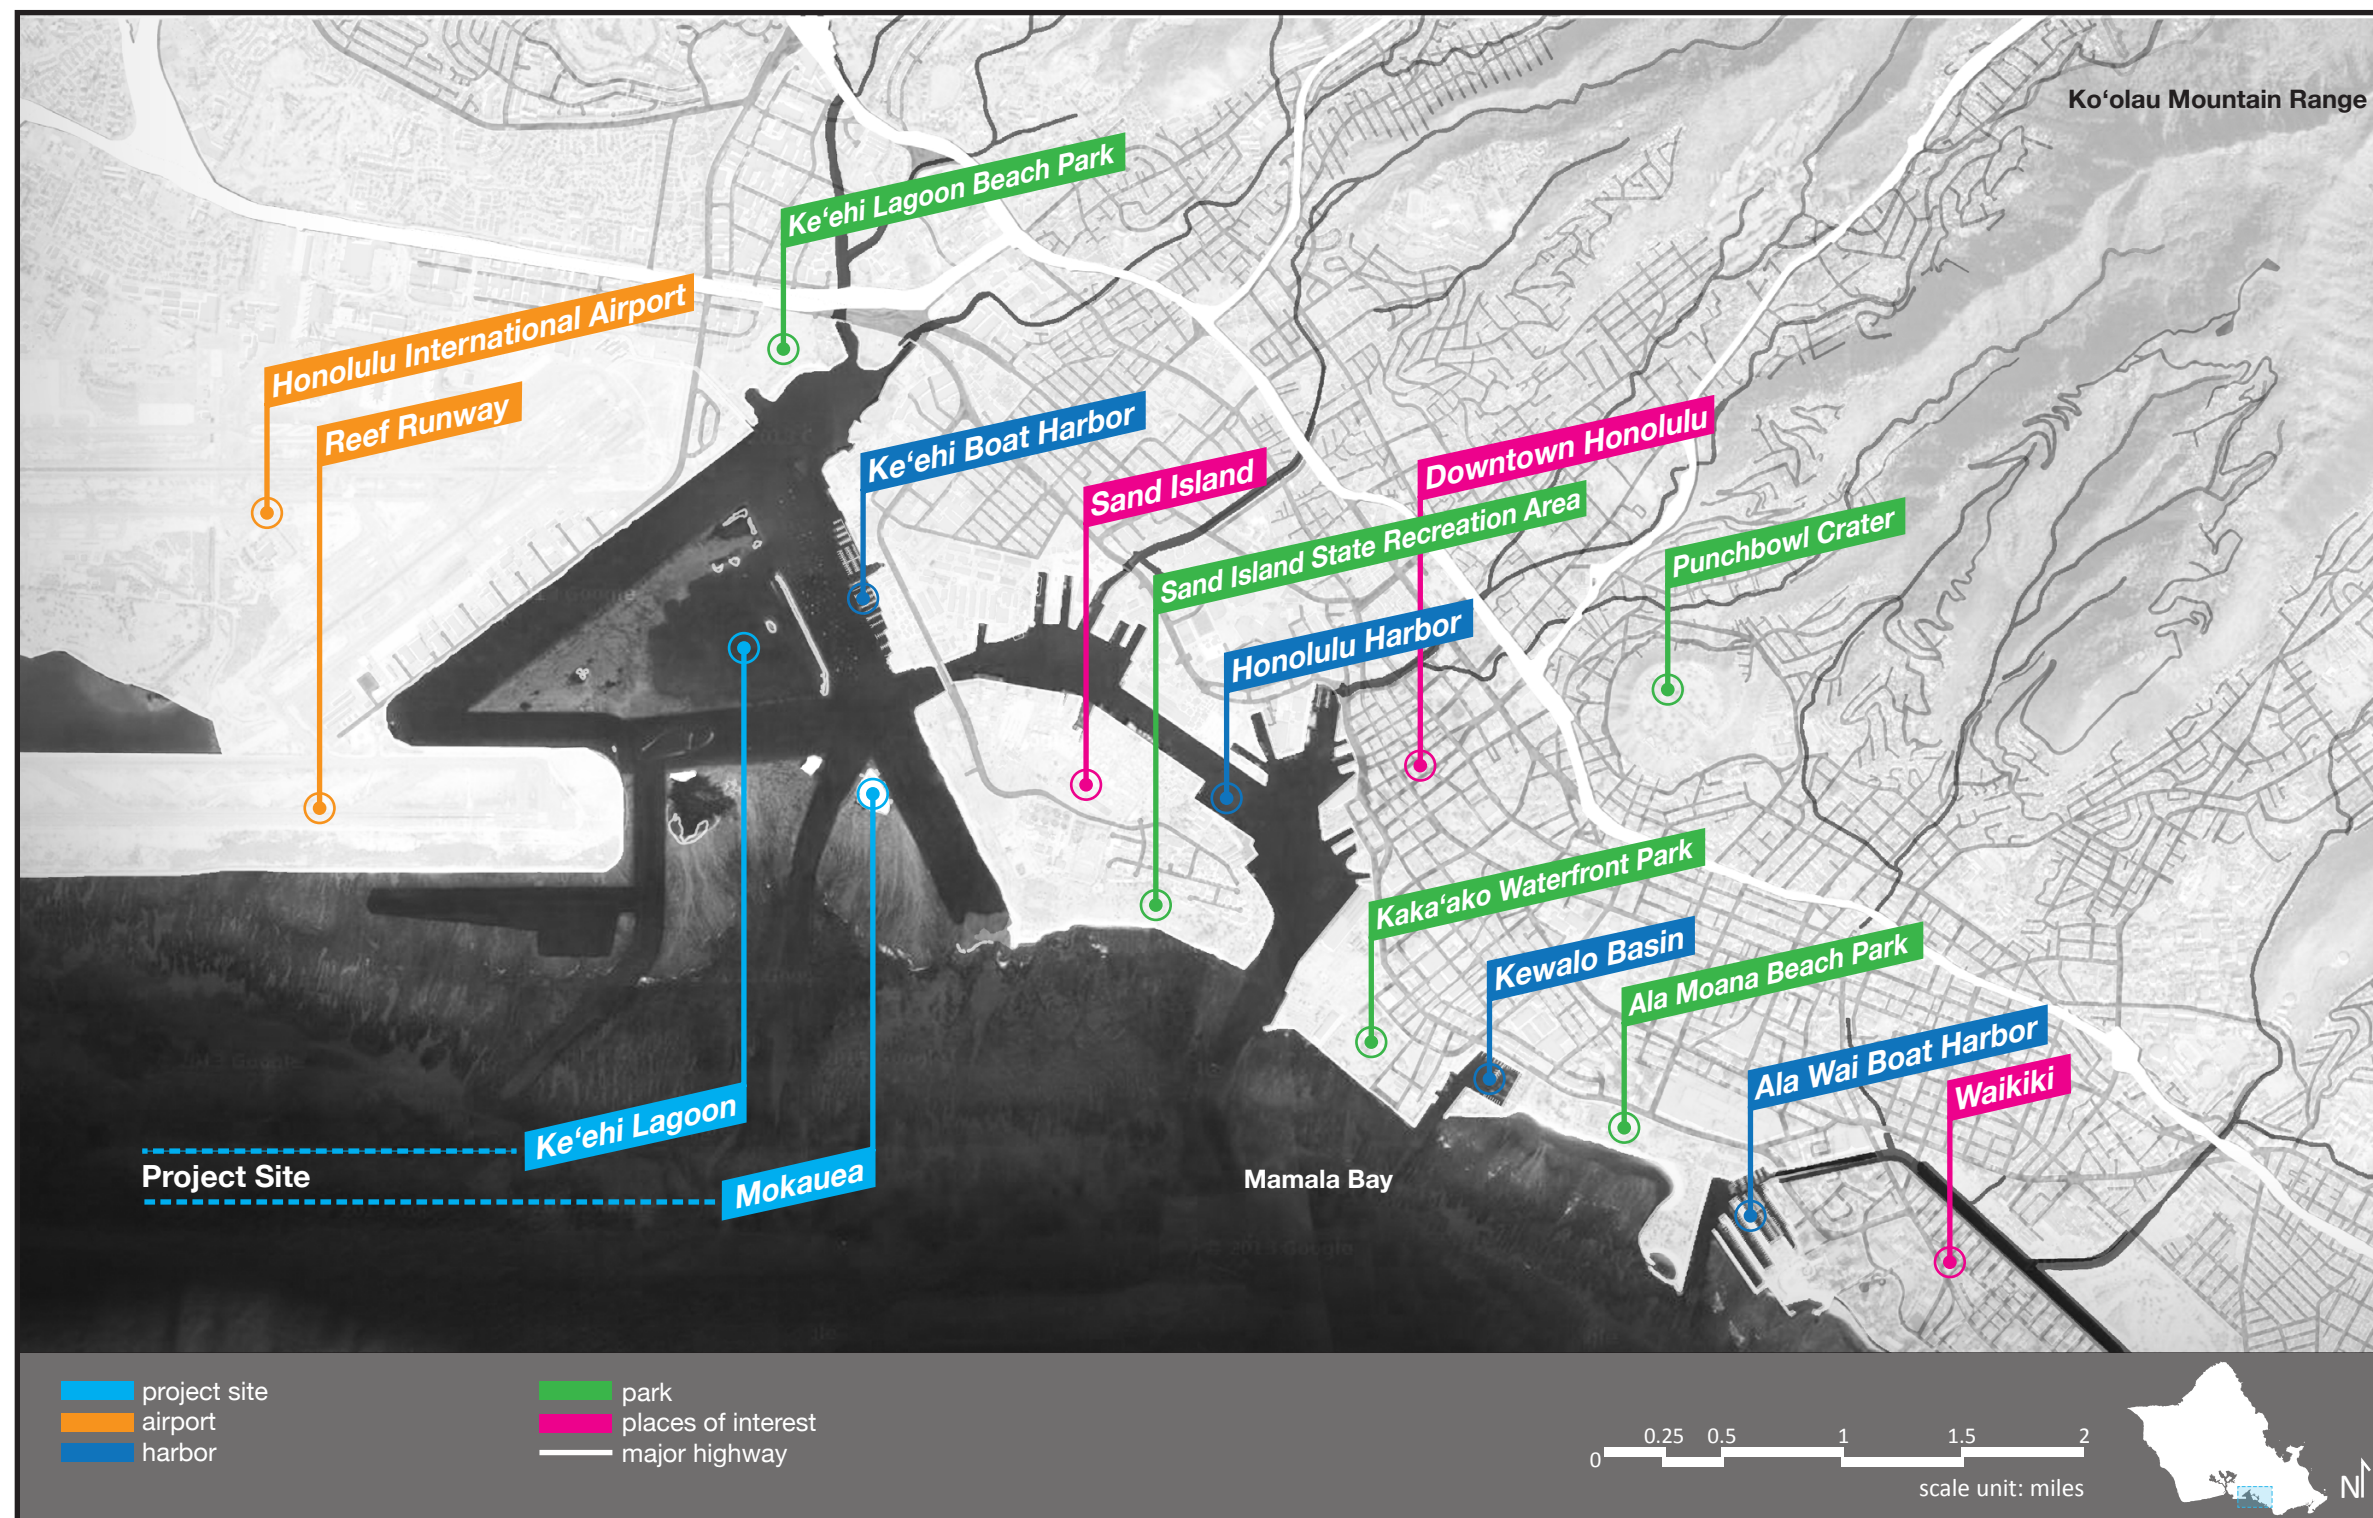 Ko‘olau Mountain Range
Ke‘ehi Lagoon Beach Park
Honolulu International Airport
Reef Runway
Ke‘ehi Boat Harbor
Sand Island
Downtown Honolulu
Sand Island State Recreation Area
Punchbowl Crater
Honolulu Harbor
Kaka‘ako Waterfront Park
Kewalo Basin
Ala Moana Beach Park
Ala Wai Boat Harbor
Waikiki
Ke‘ehi Lagoon
Project Site
Mokauea
Mamala Bay
© 2013 Google
project site
airport
harbor
park
places of interest
major highway
0 0.25 0.5 1 1.5 2
scale unit: miles
N